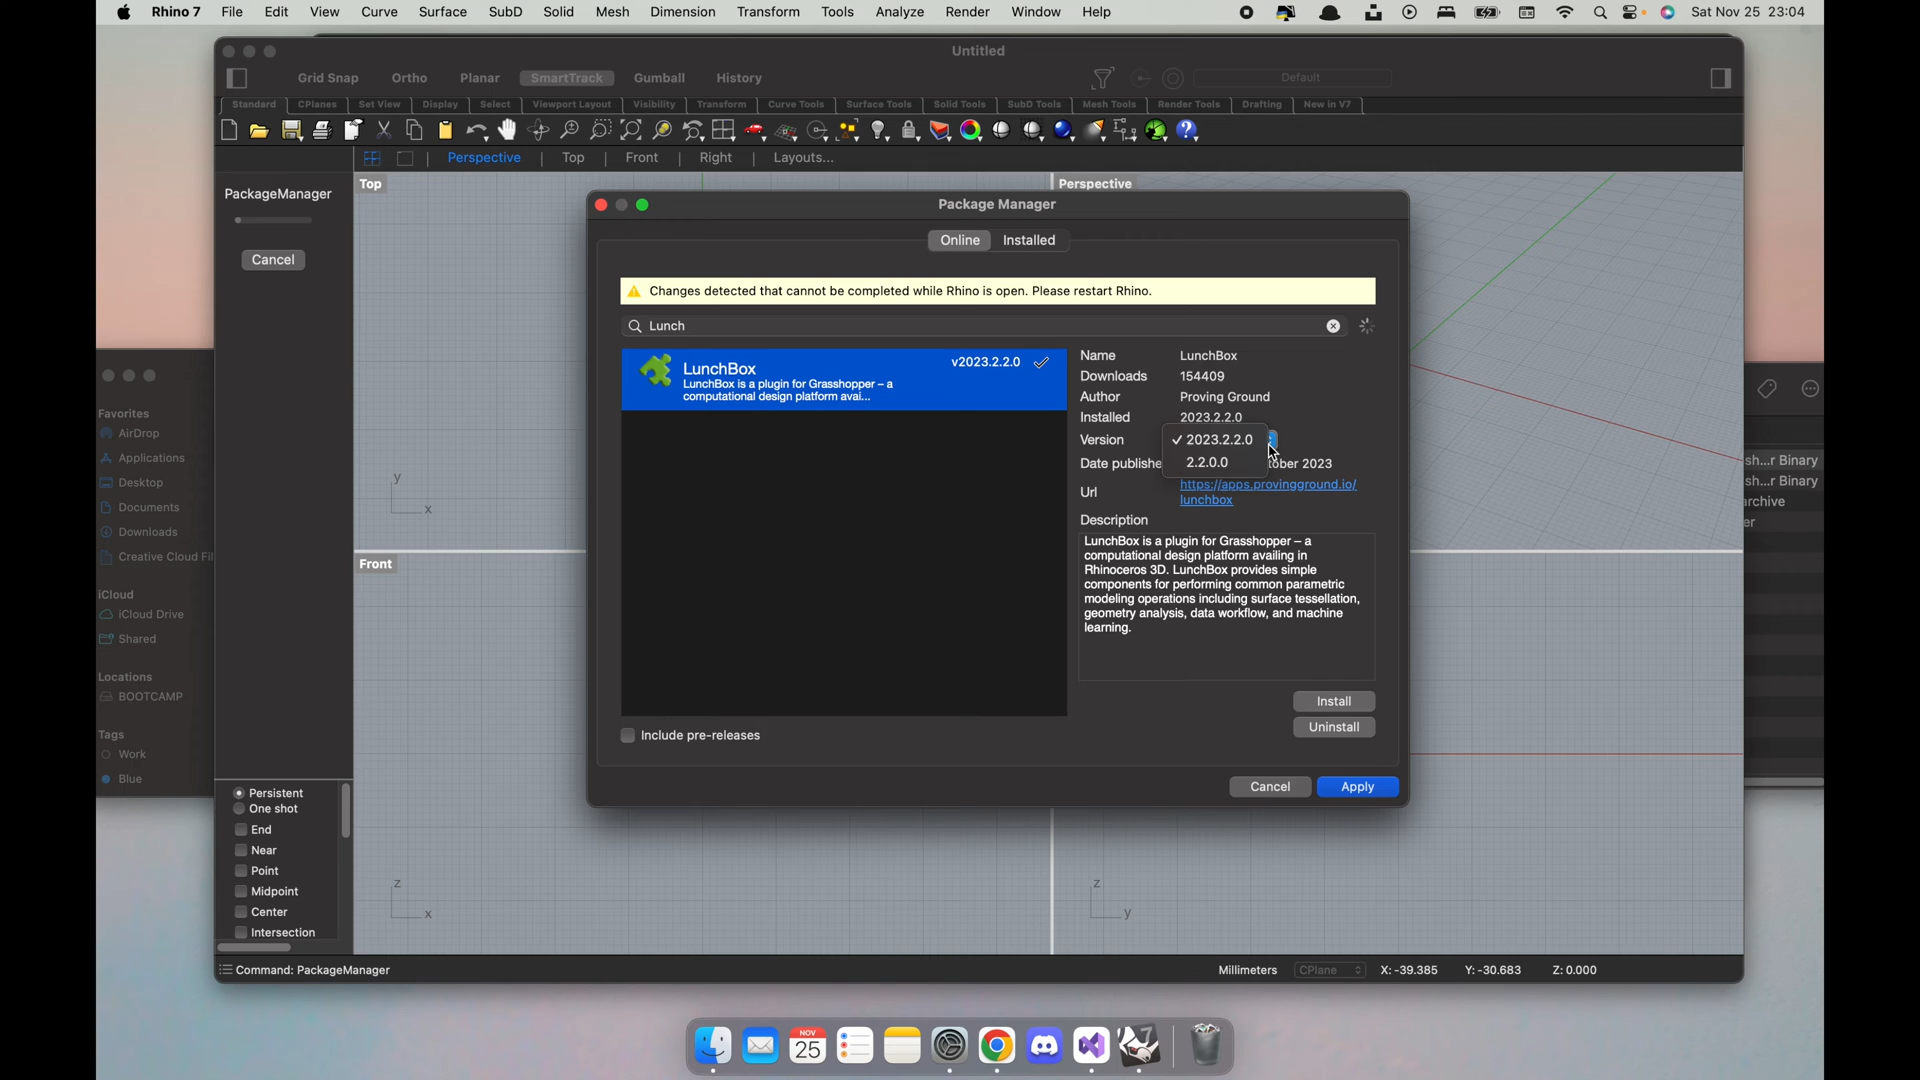 Rhino 7 File Edit View Curve Surface SubD Solid Mesh Dimension Transform Tools Analyze Render Window Help Sat Nov 25 23:04
Untitled
Grid Snap Ortho Planar SmartTrack Gumball History Default
Standard CPlanes Set View Display Select Viewport Layout Visibility Transform Curve Tools Surface Tools Solid Tools SubD Tools Mesh Tools Render Tools Drafting New in V7
Perspective Top Front Right Layouts...
PackageManager
Cancel
Top
Perspective
y
x
Front
z
x
z
y
Package Manager
Online Installed
Changes detected that cannot be completed while Rhino is open. Please restart Rhino.
Lunch
LunchBox v2023.2.2.0
LunchBox is a plugin for Grasshopper – a
computational design platform avai...
Include pre-releases
Name LunchBox
Downloads 154409
Author Proving Ground
Installed 2023.2.2.0
Version 2023.2.2.0
2.2.0.0
Date publishe tober 2023
Url https://apps.provingground.io/
lunchbox
Description
LunchBox is a plugin for Grasshopper – a
computational design platform availing in
Rhinoceros 3D. LunchBox provides simple
components for performing common parametric
modeling operations including surface tessellation,
geometry analysis, data workflow, and machine
learning.
Install
Uninstall
Cancel Apply
Favorites
AirDrop
Applications
Desktop
Documents
Downloads
Creative Cloud Fil
iCloud
iCloud Drive
Shared
Locations
BOOTCAMP
Tags
Work
Blue
sh...r Binary
sh...r Binary
rchive
er
Persistent
One shot
End
Near
Point
Midpoint
Center
Intersection
Command: PackageManager
Millimeters CPlane X: -39.385 Y: -30.683 Z: 0.000
NOV
25
7